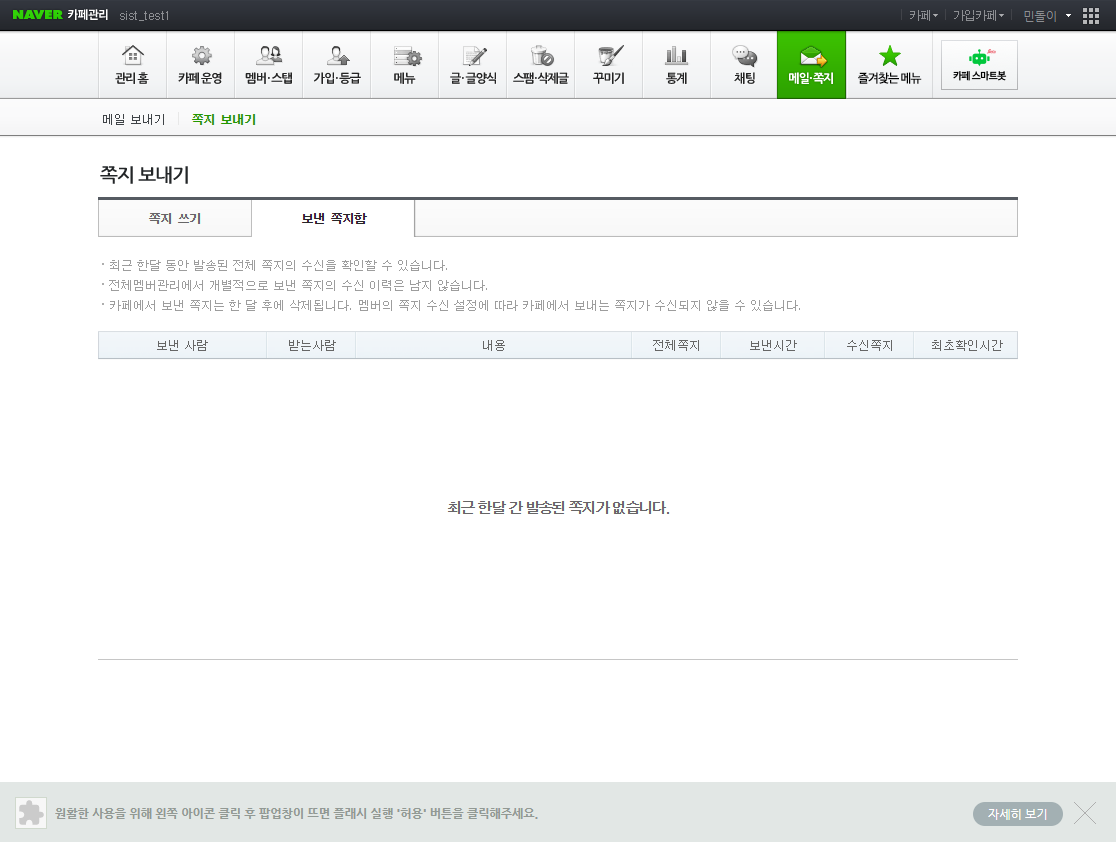 NAVER 카페관리 sist_test1 카페 가입카페 민돌이
관리 홈 카페 운영 멤버·스탭 가입·등급 메뉴 글·글양식 스팸·삭제글 꾸미기 통계 채팅 메일·쪽지 즐겨찾는 메뉴 카페 스마트봇
메일 보내기 쪽지 보내기
쪽지 보내기
쪽지 쓰기 보낸 쪽지함
· 최근 한달 동안 발송된 전체 쪽지의 수신을 확인할 수 있습니다.
· 전체멤버관리에서 개별적으로 보낸 쪽지의 수신 이력은 남지 않습니다.
· 카페에서 보낸 쪽지는 한 달 후에 삭제됩니다. 멤버의 쪽지 수신 설정에 따라 카페에서 보내는 쪽지가 수신되지 않을 수 있습니다.
보낸 사람 받는사람 내용 전체쪽지 보낸시간 수신쪽지 최초확인시간
최근 한달 간 발송된 쪽지가 없습니다.
원활한 사용을 위해 왼쪽 아이콘 클릭 후 팝업창이 뜨면 플래시 실행 '허용' 버튼을 클릭해주세요. 자세히 보기